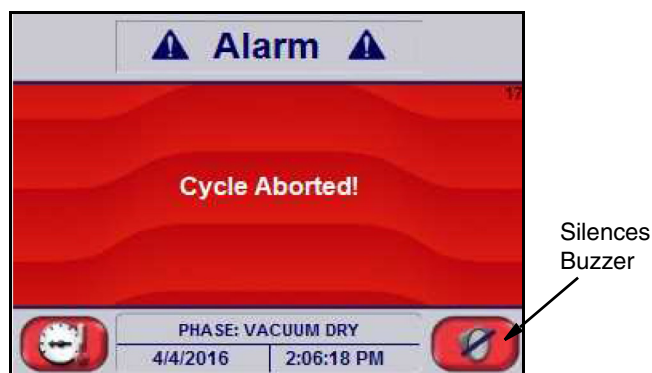 Alarm
17
Cycle Aborted!
Silences
Buzzer
PHASE: VACUUM DRY
4/4/2016 2:06:18 PM